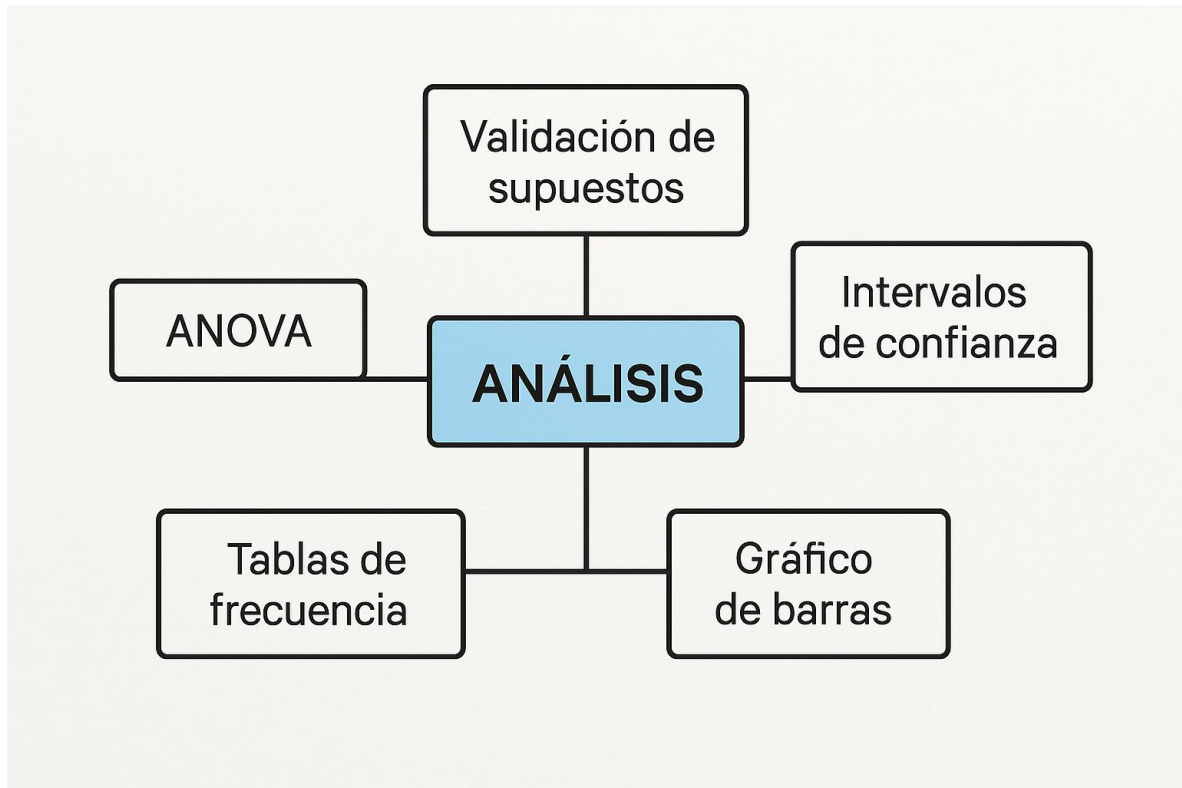 Validación de
supuestos
ANOVA
Intervalos
de confianza
ANÁLISIS
Tablas de
frecuencia
Gráfico
de barras